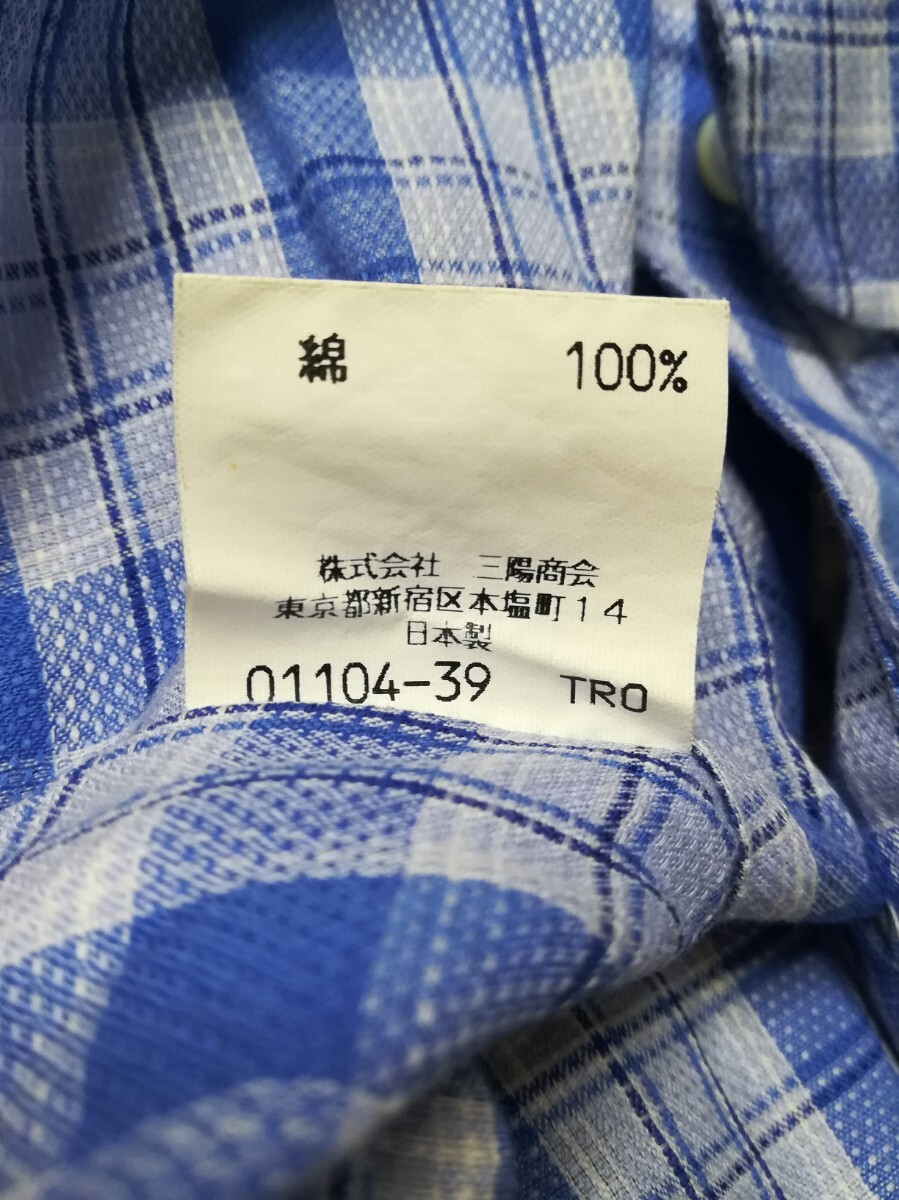 綿 100%
株式会社 三陽商会
東京都新宿区本塩町14
日本製
01104-39 TRO